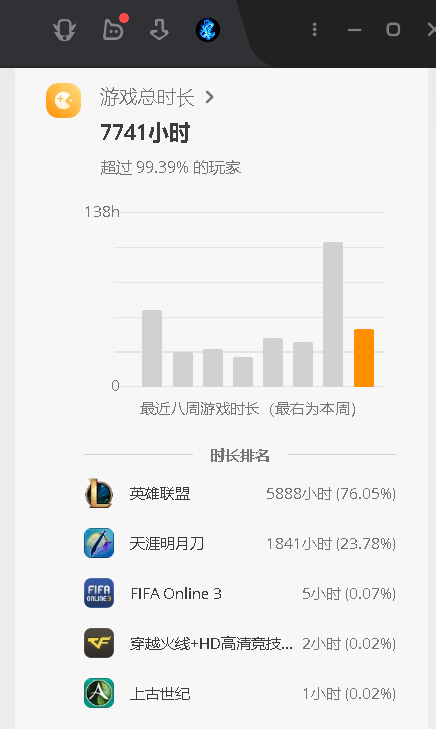 游戏总时长
7741小时
超过 99.39% 的玩家
138h
0
最近八周游戏时长（最右为本周）
时长排名
英雄联盟 5888小时 (76.05%)
天涯明月刀 1841小时 (23.78%)
FIFA Online 3 5小时 (0.07%)
穿越火线+HD高清竞技... 2小时 (0.02%)
上古世纪 1小时 (0.02%)